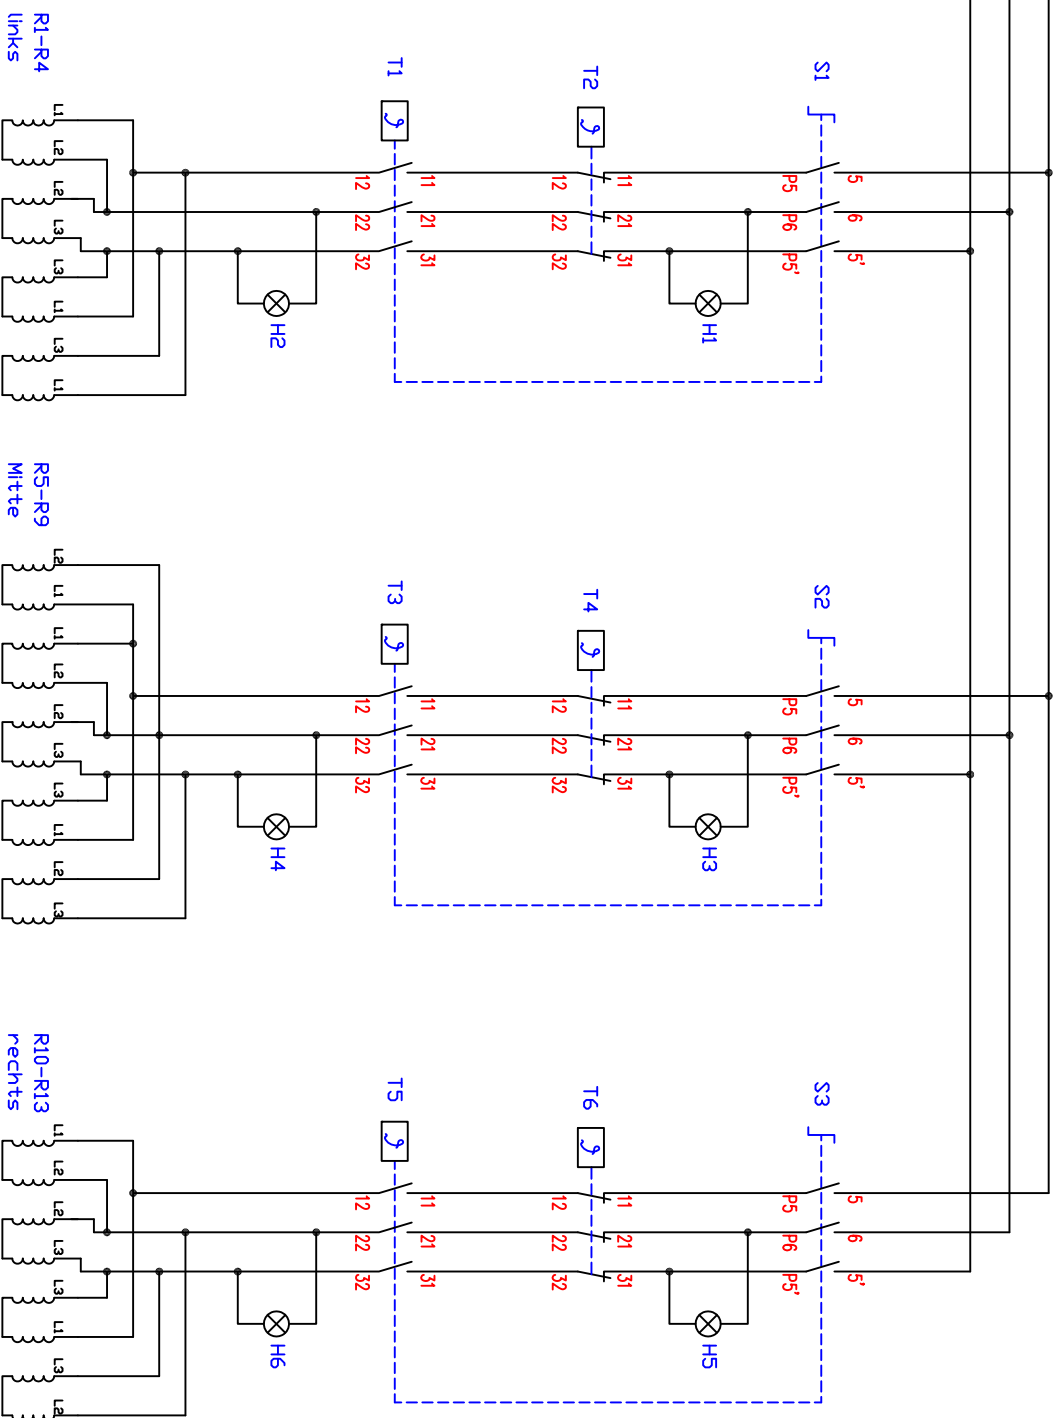 R1-R4
links
T1
T2
S1
12
11
12
11
P5
5
22
21
22
21
P6
6
32
31
32
31
P5'
5'
H2
H1
L1
L2
L2
L3
L3
L1
L3
L1
R5-R9
Mitte
T3
T4
S2
12
11
12
11
P5
5
22
21
22
21
P6
6
32
31
32
31
P5'
5'
H4
H3
L2
L1
L1
L2
L2
L3
L3
L1
L2
L3
R10-R13
rechts
T5
T6
S3
12
11
12
11
P5
5
22
21
22
21
P6
6
32
31
32
31
P5'
5'
H6
H5
L1
L2
L2
L3
L3
L1
L3
L2